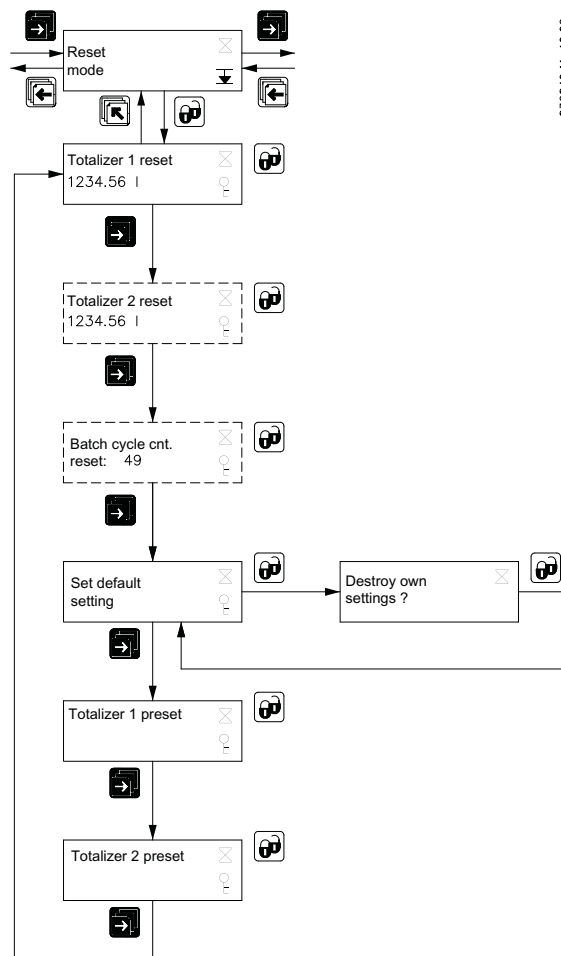 Reset
mode
Totalizer 1 reset
1234.56 l
Totalizer 2 reset
1234.56 l
Batch cycle cnt.
reset: 49
Set default
setting
Destroy own
settings ?
Totalizer 1 preset
Totalizer 2 preset